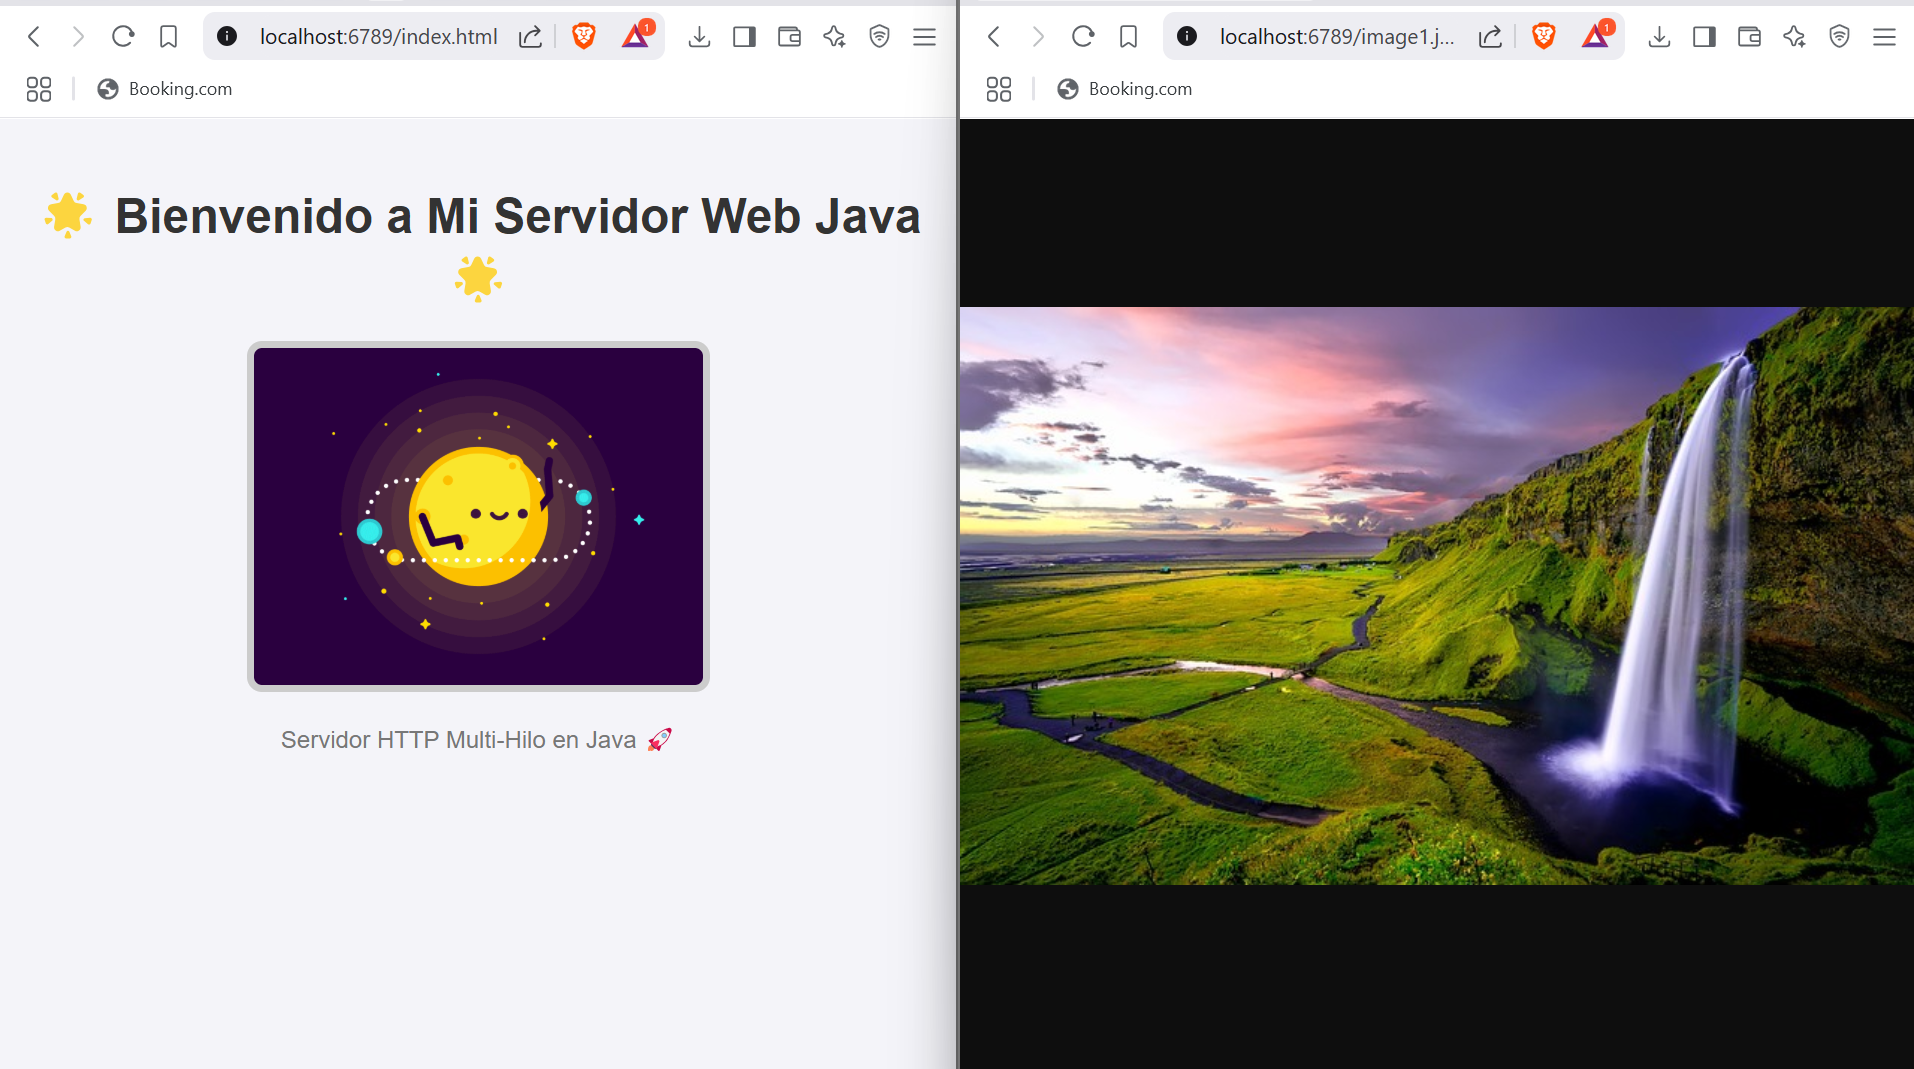 localhost:6789/index.html
1
Booking.com
🌟 Bienvenido a Mi Servidor Web Java
🌟
Servidor HTTP Multi-Hilo en Java 🚀
localhost:6789/image1.j...
1
Booking.com